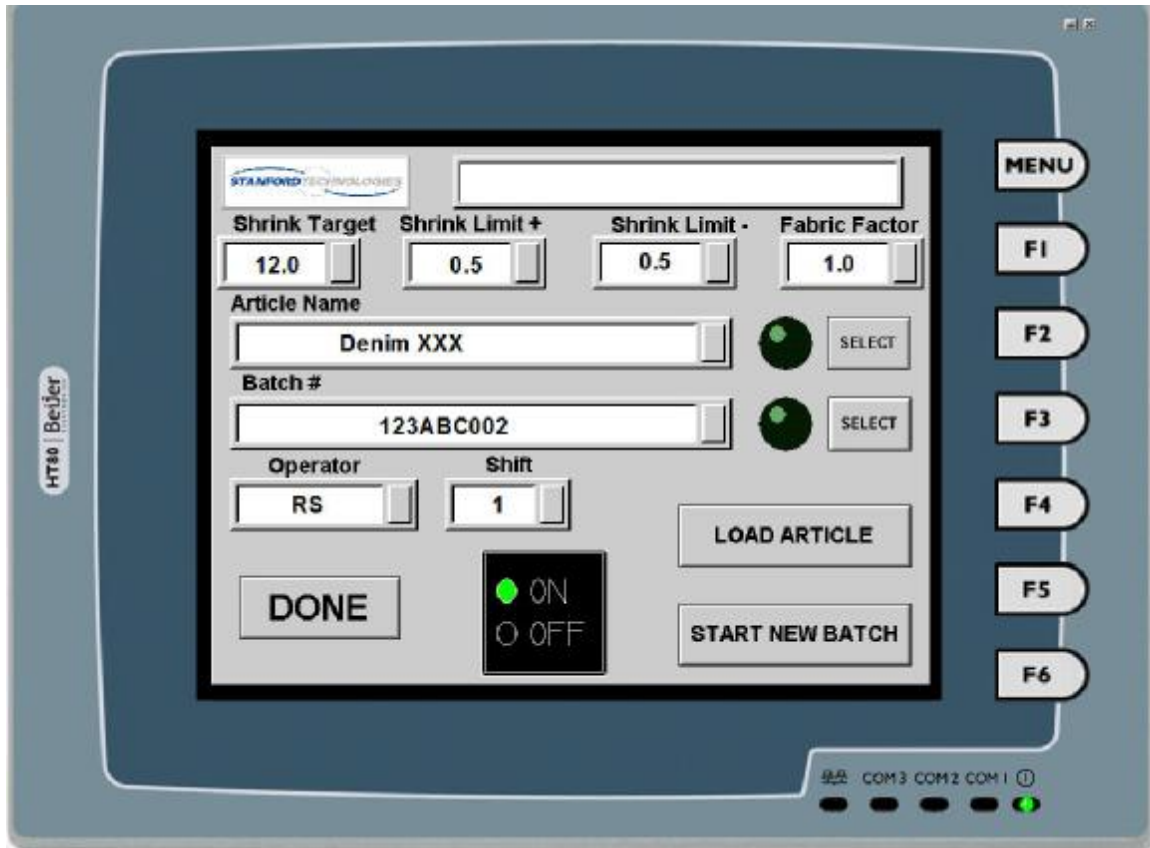 STANFORD TECHNOLOGIES
MENU
Shrink Target Shrink Limit + Shrink Limit - Fabric Factor
12.0 0.5 0.5 1.0
F1
Article Name
Denim XXX SELECT
F2
Batch #
123ABC002 SELECT
F3
Operator Shift
RS 1
F4
LOAD ARTICLE
DONE
ON
OFF
START NEW BATCH
F5
F6
HT80 | Beijer
COM3 COM2 COM1